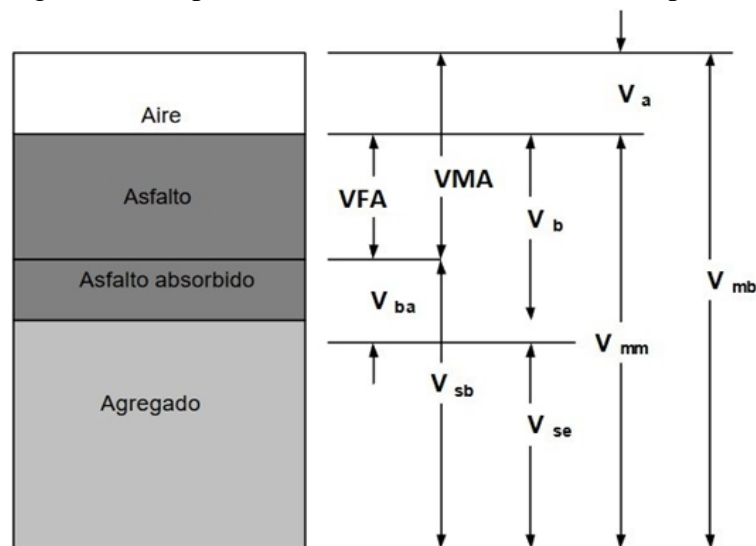 V a
Aire
Asfalto
VFA
VMA
V b
Asfalto absorbido
V ba
V mb
V mm
V sb
Agregado
V se